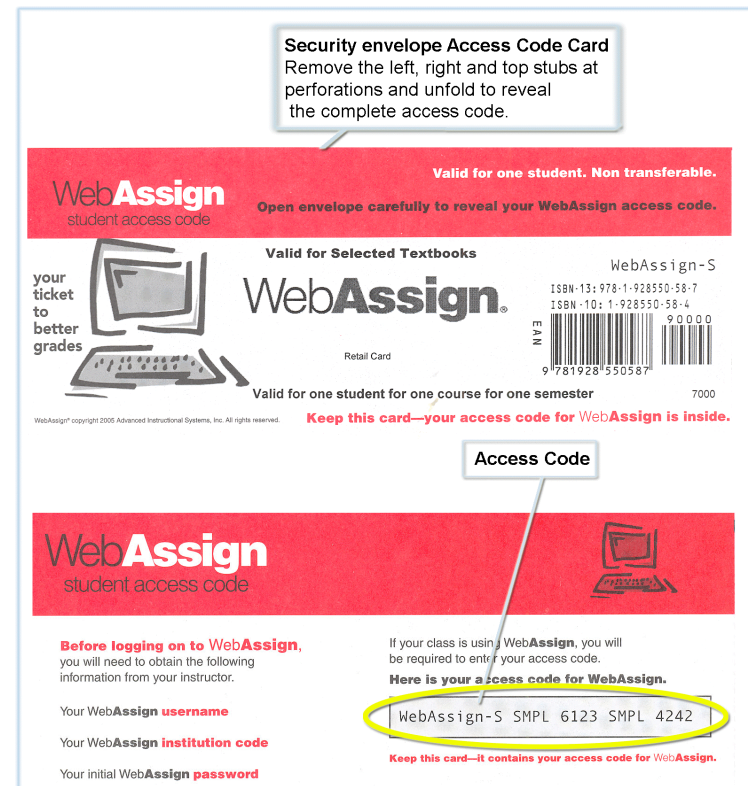 Security envelope Access Code Card
Remove the left, right and top stubs at
perforations and unfold to reveal
the complete access code.
Valid for one student. Non transferable.
WebAssign
student access code
Open envelope carefully to reveal your WebAssign access code.
Valid for Selected Textbooks
WebAssign-S
your
ticket
to
better
grades
WebAssign®
ISBN-13: 978-1-928550-58-7
ISBN-10: 1-928550-58-4
90000
EAN
Retail Card
9 781928 550587
Valid for one student for one course for one semester
7000
WebAssign® copyright 2005 Advanced Instructional Systems, Inc. All rights reserved.
Keep this card—your access code for WebAssign is inside.
Access Code
WebAssign
student access code
Before logging on to WebAssign,
you will need to obtain the following
information from your instructor.
Your WebAssign username
Your WebAssign institution code
Your initial WebAssign password
If your class is using WebAssign, you will
be required to enter your access code.
Here is your access code for WebAssign.
WebAssign-S SMPL 6123 SMPL 4242
Keep this card—it contains your access code for WebAssign.